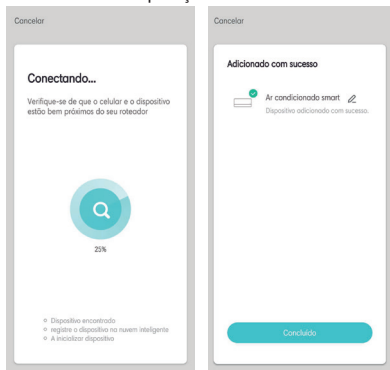 Cancelar
Conectando...
Verifique-se de que o celular e o dispositivo
estão bem próximos do seu roteador
25%
Dispositivo encontrado
registre o dispositivo na nuvem inteligente
A inicializar dispositivo
Cancelar
Adicionado com sucesso
Ar condicionado smart
Dispositivo adicionado com sucesso.
Concluído